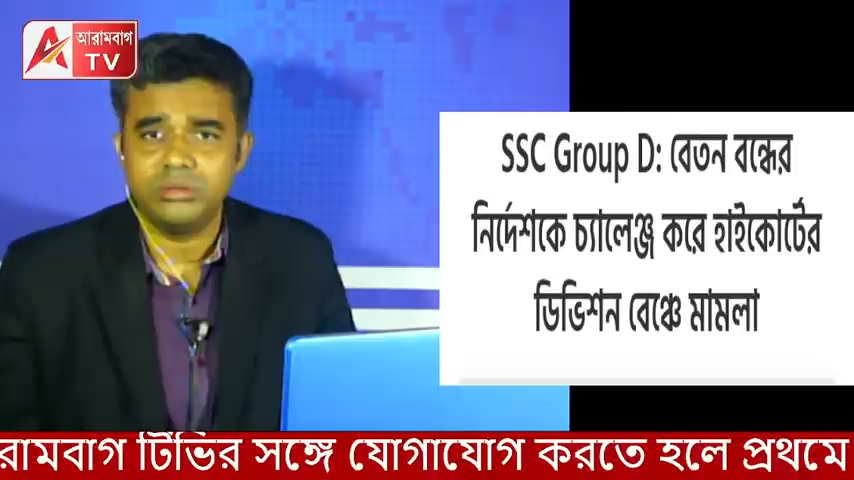 আরামবাগ
TV
SSC Group D: বেতন বন্ধের
নির্দেশকে চ্যালেঞ্জ করে হাইকোর্টের
ডিভিশন বেঞ্চে মামলা
রামবাগ টিভির সঙ্গে যোগাযোগ করতে হলে প্রথমে